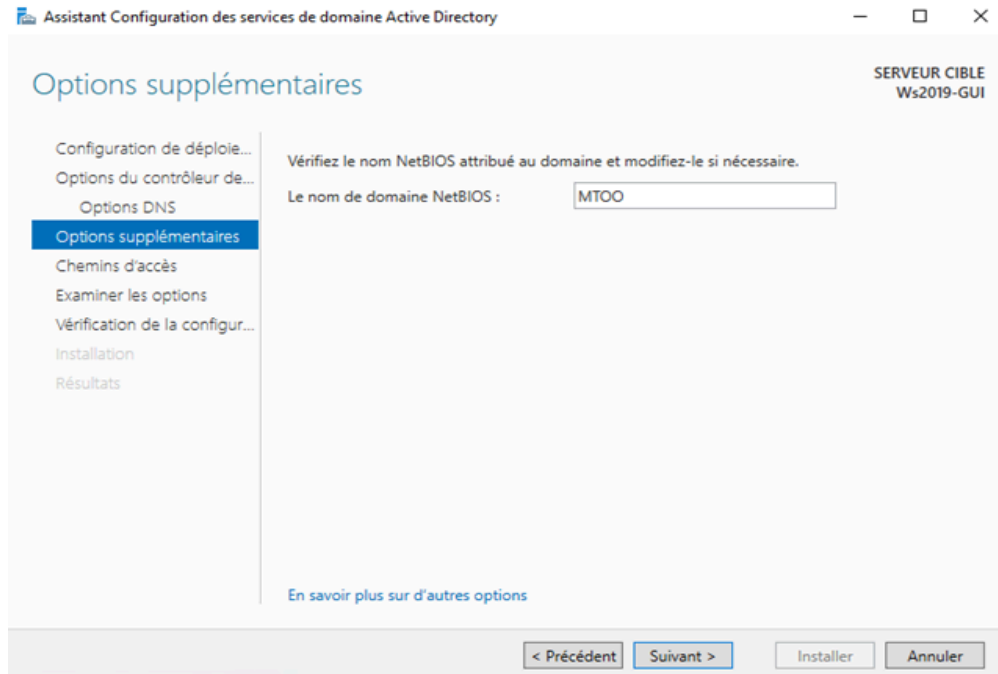 Assistant Configuration des services de domaine Active Directory
Options supplémentaires
SERVEUR CIBLE
Ws2019-GUI
Configuration de déploie...
Options du contrôleur de...
Options DNS
Options supplémentaires
Chemins d'accès
Examiner les options
Vérification de la configur...
Installation
Résultats
Vérifiez le nom NetBIOS attribué au domaine et modifiez-le si nécessaire.
Le nom de domaine NetBIOS : MTOO
En savoir plus sur d'autres options
< Précédent Suivant > Installer Annuler